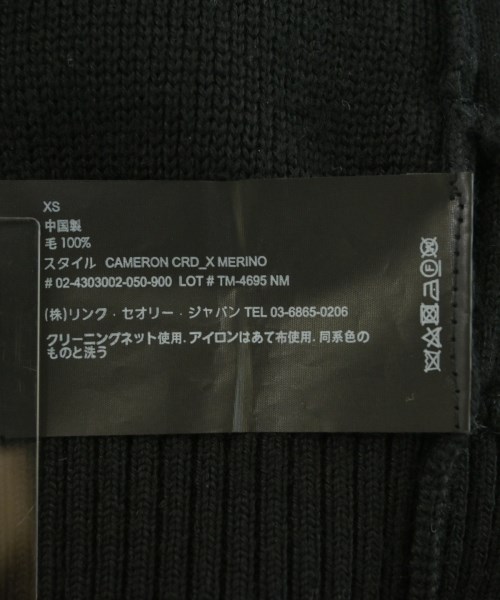 XS
中国製
毛 100%
スタイル CAMERON CRD_X MERINO
# 02-4303002-050-900 LOT # TM-4695 NM
(株)リンク・セオリー・ジャパン TEL 03-6865-0206
クリーニングネット使用.アイロンはあて布使用.同系色の
ものと洗う